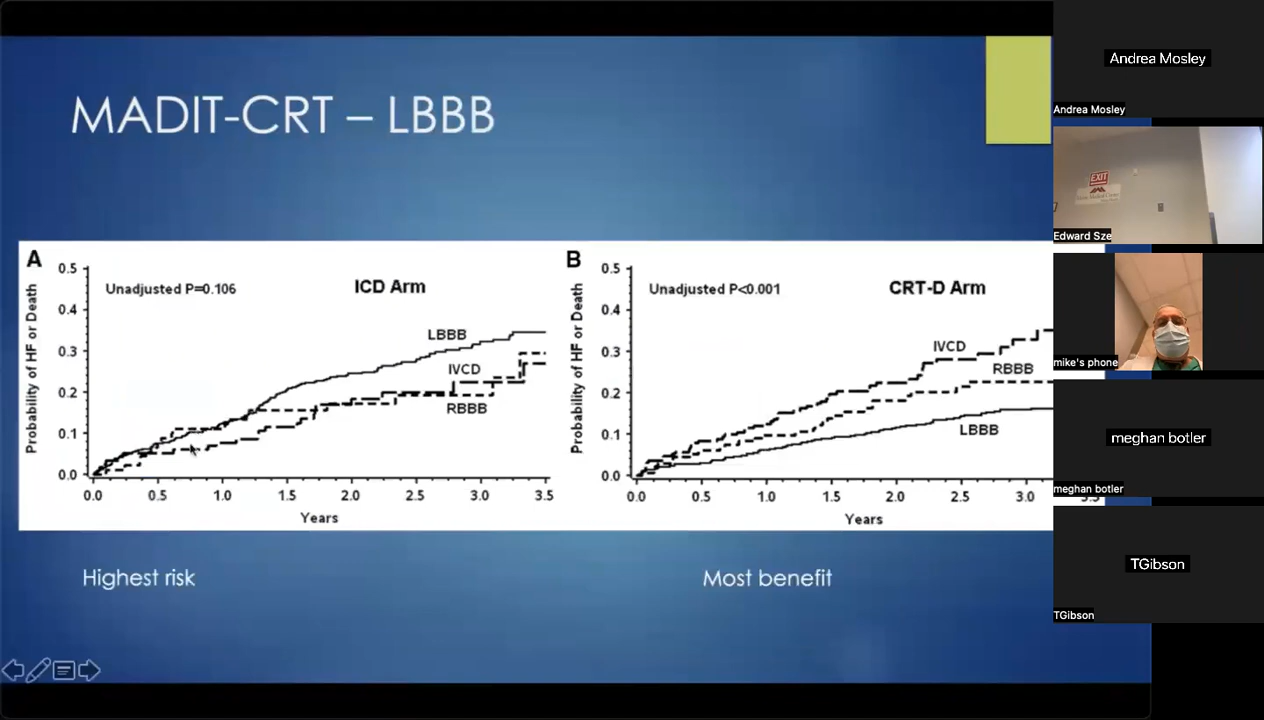 MADIT-CRT – LBBB
A
Unadjusted P=0.106
ICD Arm
Probability of HF or Death
0.5
0.4
0.3
0.2
0.1
0.0
LBBB
IVCD
RBBB
0.0 0.5 1.0 1.5 2.0 2.5 3.0 3.5
Years
B
Unadjusted P<0.001
CRT-D Arm
Probability of HF or Death
0.5
0.4
0.3
0.2
0.1
0.0
IVCD
RBBB
LBBB
0.0 0.5 1.0 1.5 2.0 2.5 3.0
Years
Highest risk
Most benefit
Andrea Mosley
Andrea Mosley
EXIT
Edward Sze
mike's phone
meghan botler
meghan botler
TGibson
TGibson